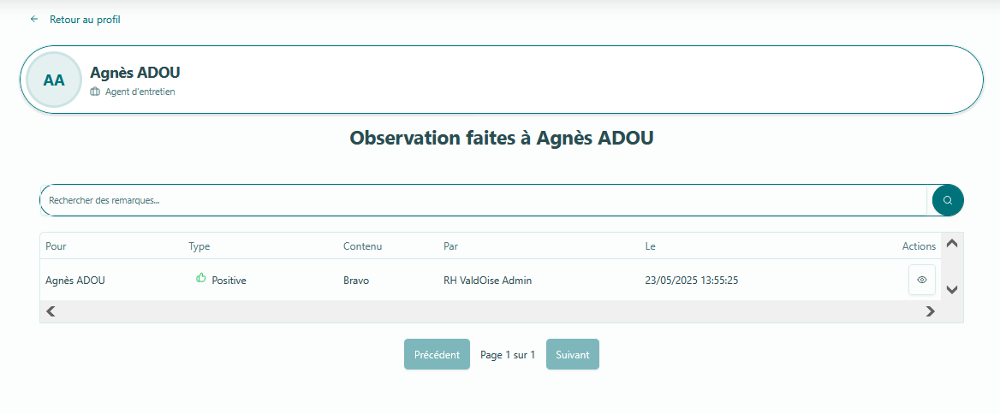 Retour au profil
AA
Agnès ADOU
Agent d'entretien
Observation faites à Agnès ADOU
Rechercher des remarques...
Pour Type Contenu Par Le Actions
Agnès ADOU Positive Bravo RH ValdOise Admin 23/05/2025 13:55:25
Précédent Page 1 sur 1 Suivant